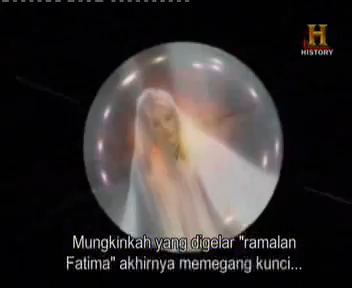 H
HISTORY
Mungkinkah yang digelar "ramalan
Fatima" akhirnya memegang kunci...